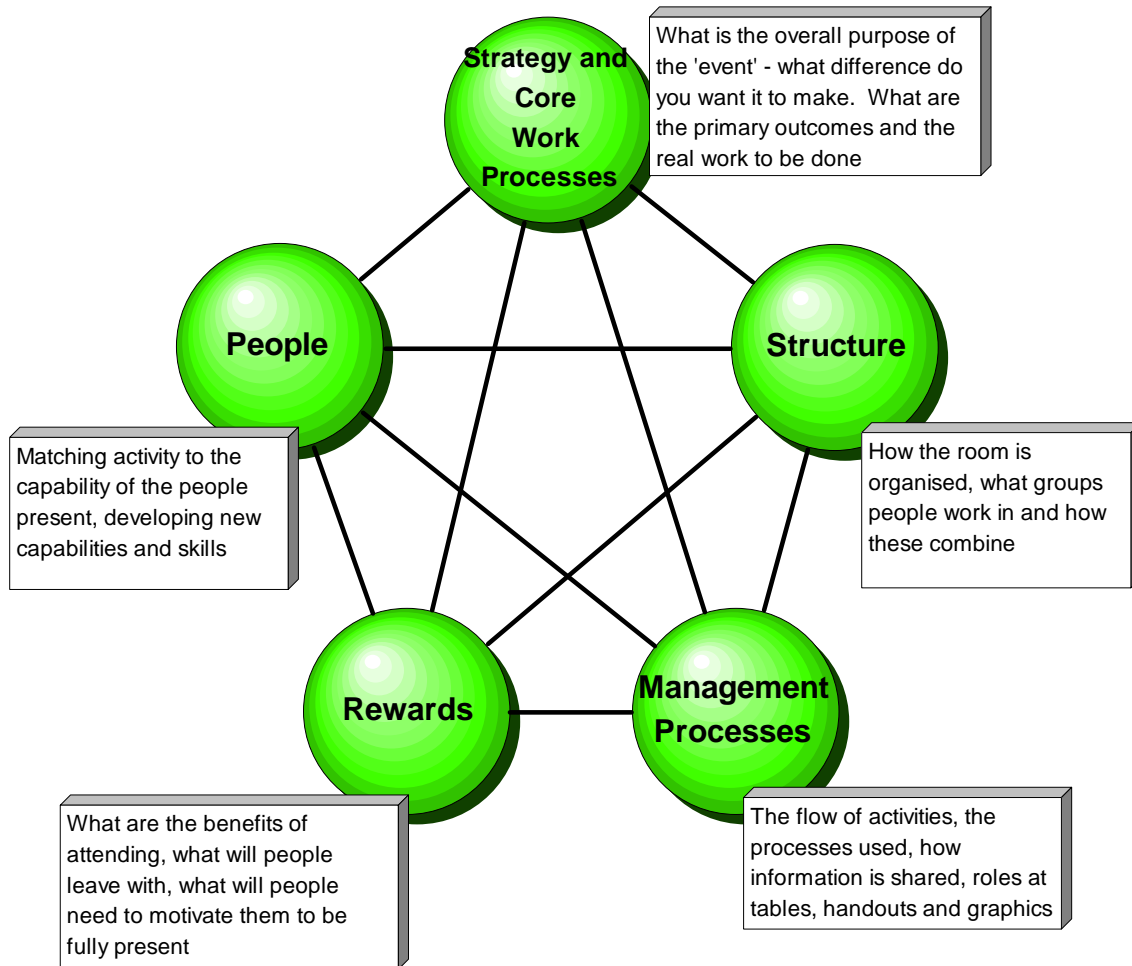 Strategy and
Core
Work
Processes
What is the overall purpose of
the 'event' - what difference do
you want it to make.  What are
the primary outcomes and the
real work to be done
People
Structure
Matching activity to the
capability of the people
present, developing new
capabilities and skills
How the room is
organised, what groups
people work in and how
these combine
Rewards
Management
Processes
What are the benefits of
attending, what will people
leave with, what will people
need to motivate them to be
fully present
The flow of activities, the
processes used, how
information is shared, roles at
tables, handouts and graphics